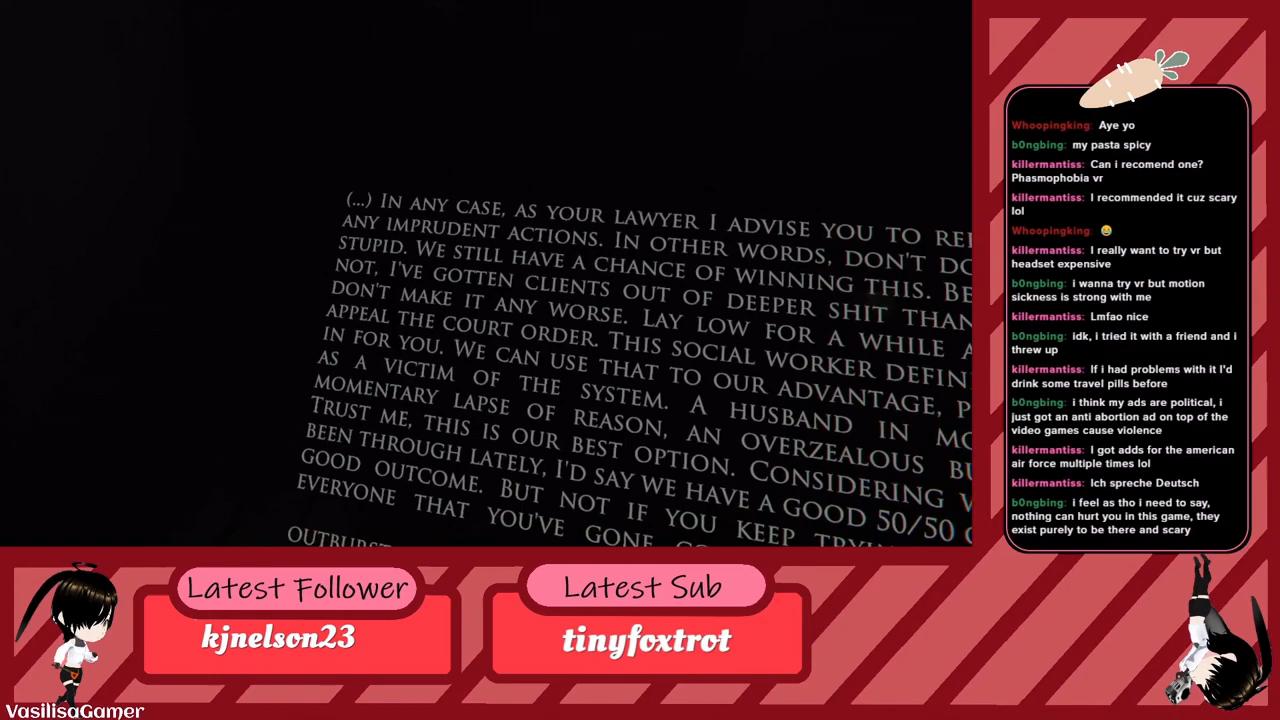 (...) In any case, as your lawyer I advise you to
any imprudent actions. In other words, don't
stupid. We still have a chance of winning this.
not, I've gotten clients out of deeper shit than
don't make it any worse. Lay low for a while
appeal the court order. This social worker
in for you. We can use that to our advantage,
as a victim of the system. A husband in
momentary lapse of reason, an overzealous
Trust me, this is our best option. Considering
been through lately, I'd say we have a good 50/50
good outcome. But not if you keep
everyone that you've gone
Whoopingking: Aye yo
b0ngbing: my pasta spicy
killermantiss: Can i recomend one?
Phasmophobia vr
killermantiss: I recommended it cuz scary
lol
Whoopingking: 😂
killermantiss: I really want to try vr but
headset expensive
b0ngbing: i wanna try vr but motion
sickness is strong with me
killermantiss: Lmfao nice
b0ngbing: idk, i tried it with a friend and i
threw up
killermantiss: If i had problems with it I'd
drink some travel pills before
b0ngbing: i think my ads are political, i
just got an anti abortion ad on top of the
video games cause violence
killermantiss: I got adds for the american
air force multiple times lol
killermantiss: Ich spreche Deutsch
b0ngbing: i feel as tho i need to say,
nothing can hurt you in this game, they
exist purely to be there and scary
Latest Follower
kjnelson23
Latest Sub
tinyfoxtrot
VasilisaGamer